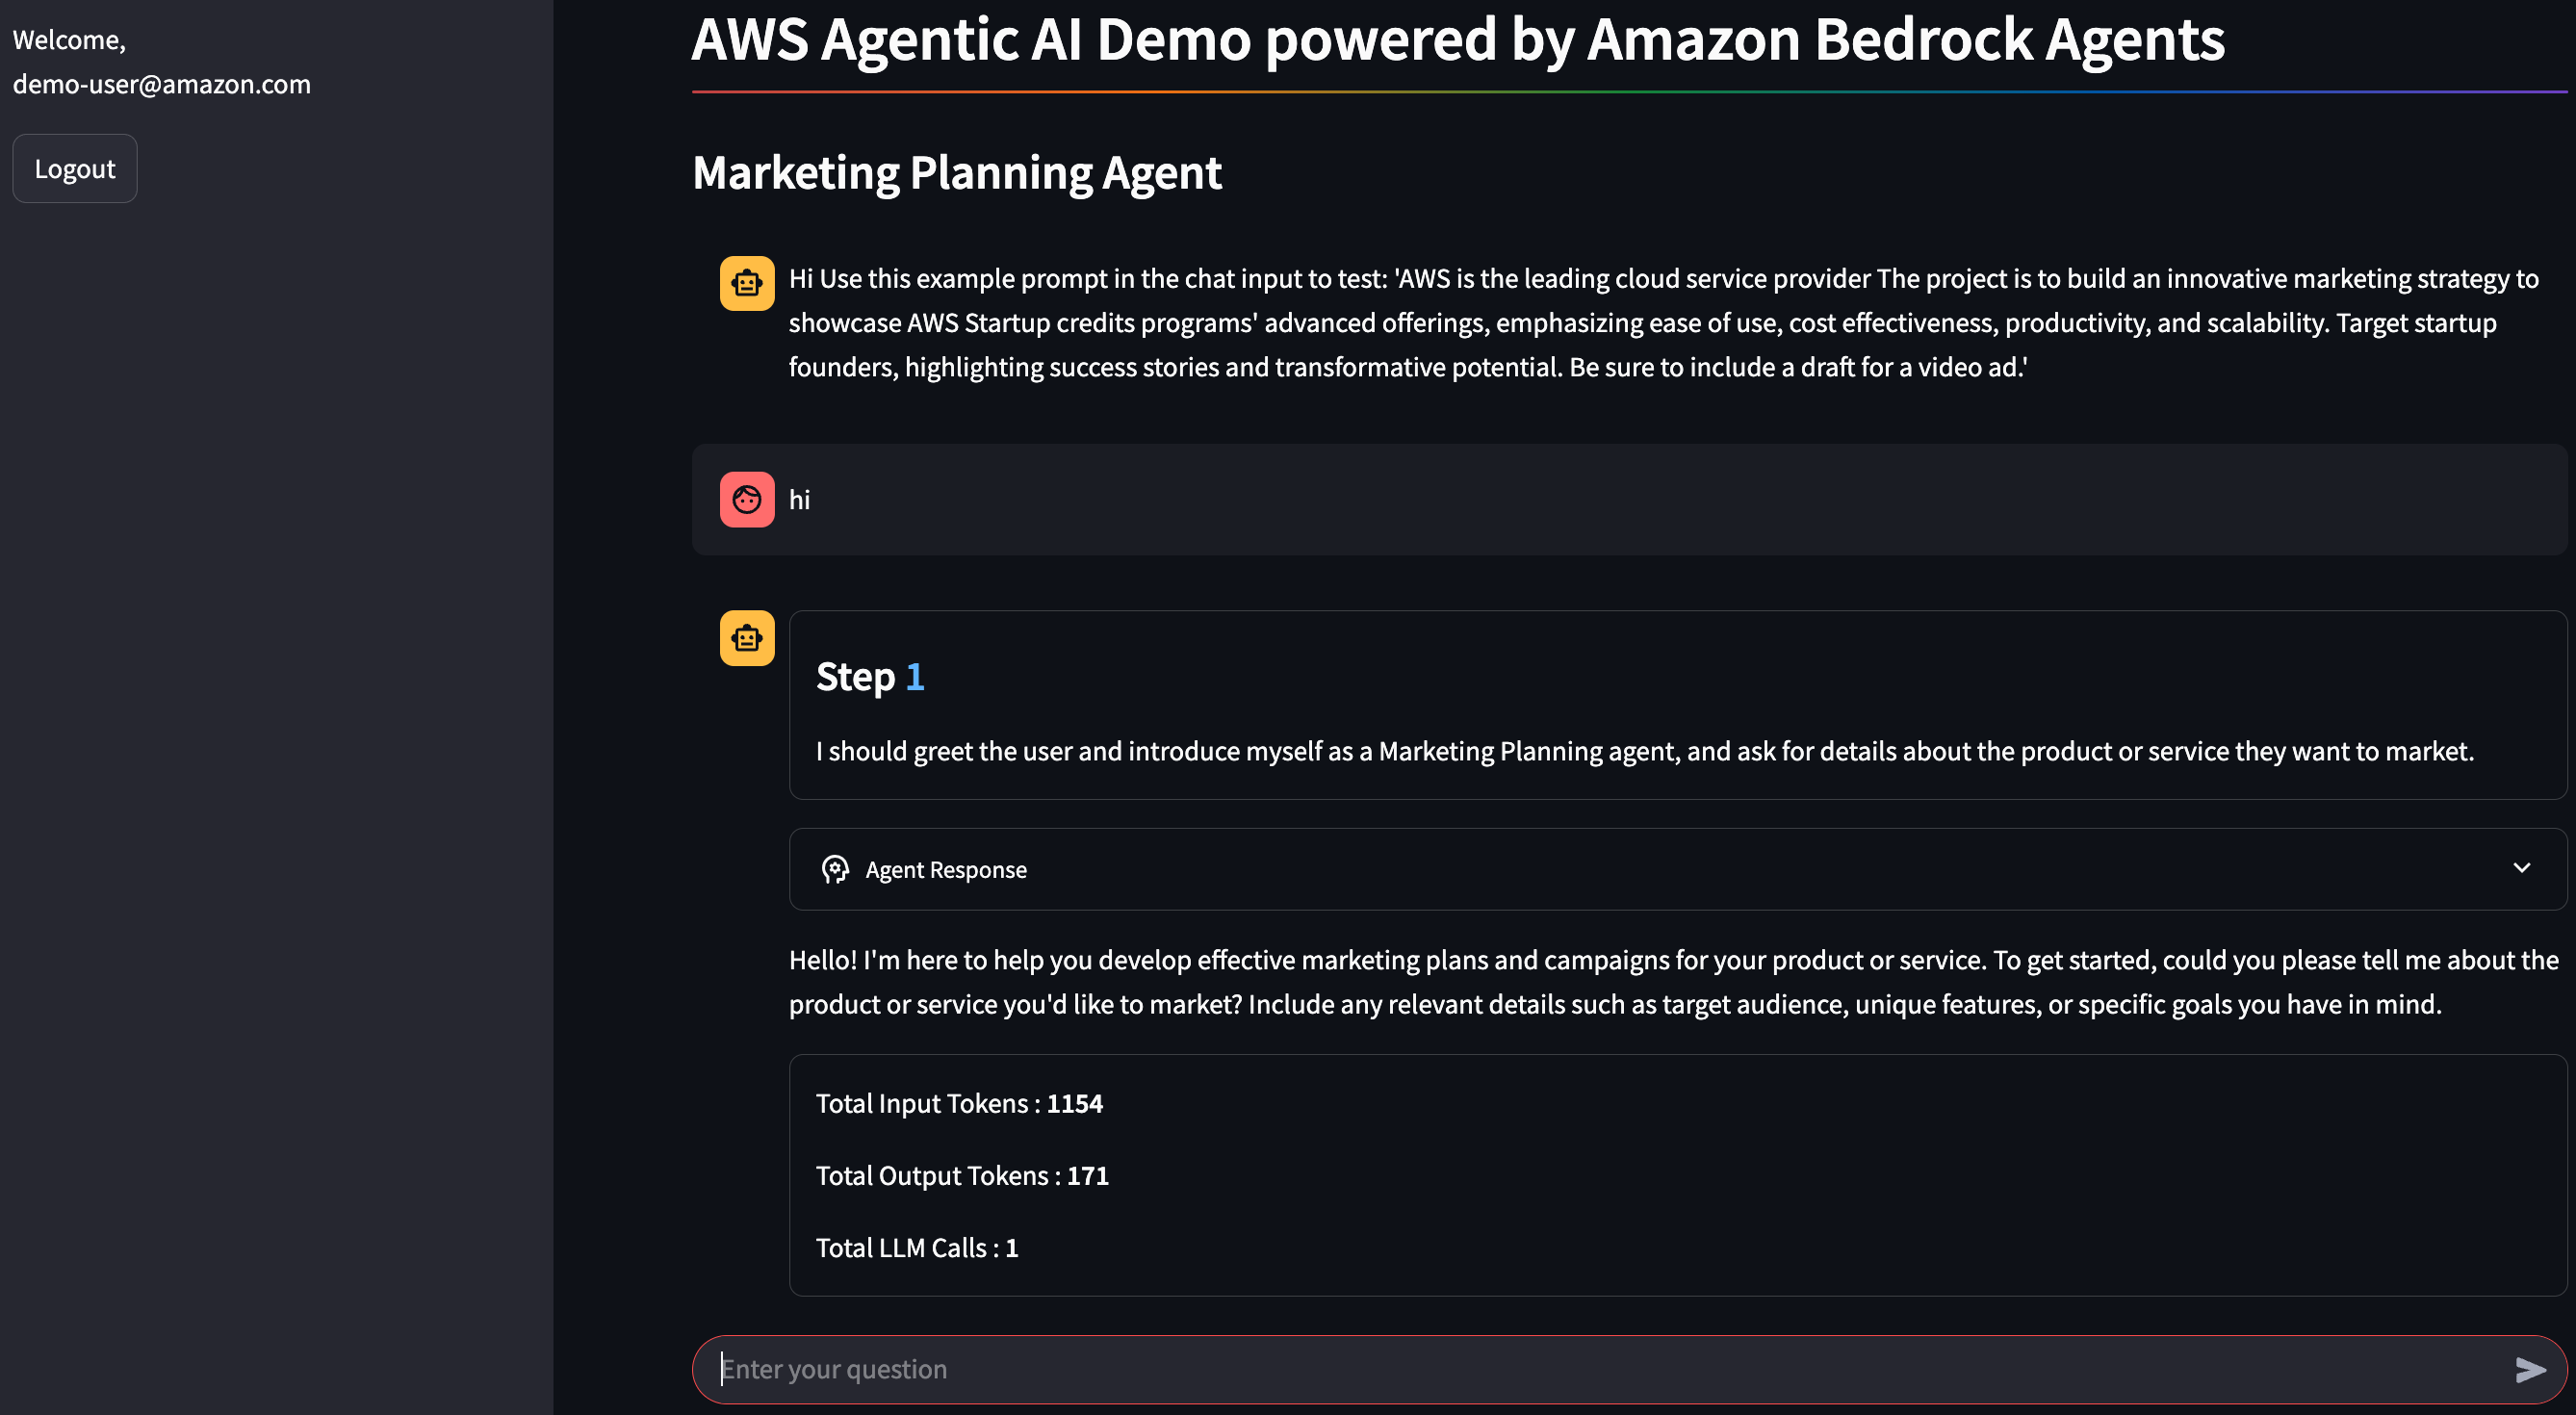 Welcome,
demo-user@amazon.com
Logout
AWS Agentic AI Demo powered by Amazon Bedrock Agents
Marketing Planning Agent
Hi Use this example prompt in the chat input to test: 'AWS is the leading cloud service provider The project is to build an innovative marketing strategy to
showcase AWS Startup credits programs' advanced offerings, emphasizing ease of use, cost effectiveness, productivity, and scalability. Target startup
founders, highlighting success stories and transformative potential. Be sure to include a draft for a video ad.'
hi
Step 1
I should greet the user and introduce myself as a Marketing Planning agent, and ask for details about the product or service they want to market.
Agent Response
Hello! I'm here to help you develop effective marketing plans and campaigns for your product or service. To get started, could you please tell me about the
product or service you'd like to market? Include any relevant details such as target audience, unique features, or specific goals you have in mind.
Total Input Tokens : 1154
Total Output Tokens : 171
Total LLM Calls : 1
Enter your question